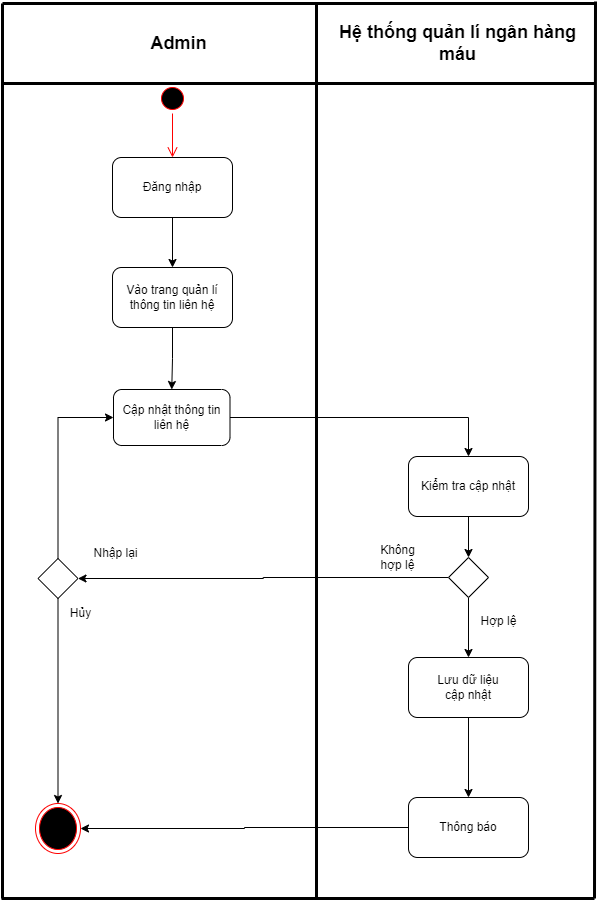 Admin
Hệ thống quản lí ngân hàng
máu
Đăng nhập
Vào trang quản lí
thông tin liên hệ
Cập nhật thông tin
liên hệ
Kiểm tra cập nhật
Nhập lại
Không
hợp lệ
Hủy
Hợp lệ
Lưu dữ liệu
cập nhật
Thông báo